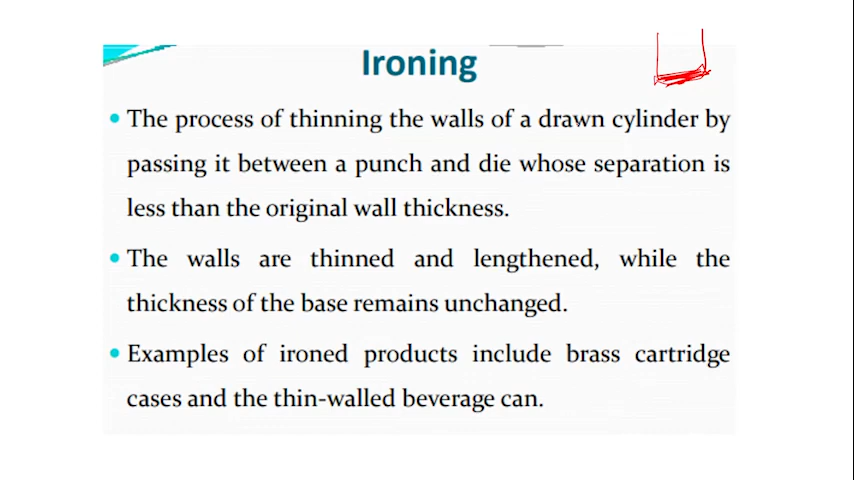 Ironing
• The process of thinning the walls of a drawn cylinder by
passing it between a punch and die whose separation is
less than the original wall thickness.
• The walls are thinned and lengthened, while the
thickness of the base remains unchanged.
• Examples of ironed products include brass cartridge
cases and the thin-walled beverage can.